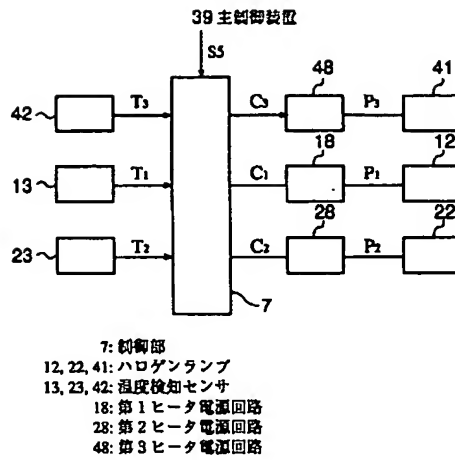 39 主制御装置
S5
42
T3
C3
48
P3
41
13
T1
C1
18
P1
12
23
T2
C2
28
P2
22
7
7: 制御部
12, 22, 41: ハロゲンランプ
13, 23, 42: 温度検知センサ
18: 第1ヒータ電源回路
28: 第2ヒータ電源回路
48: 第3ヒータ電源回路